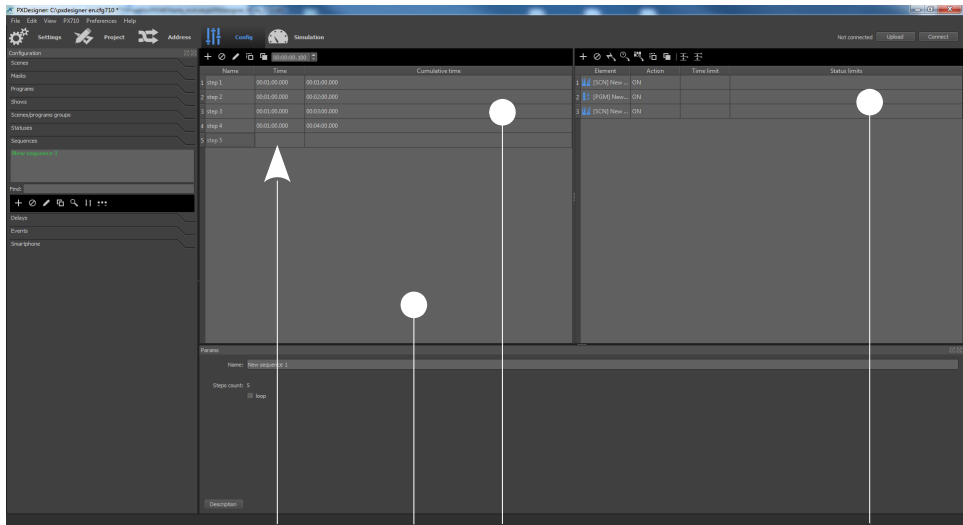 PXDesigner: C:\pxdesigner en.cfg710 *
File Edit View PX710 Preferences Help
Settings Project Address Config Simulation Not connected Upload Connect
Configuration
Scenes
Masks
Programs
Shows
Scenes/programs groups
Statuses
Sequences
New sequence 1
Find:
Delays
Events
Smartphone
00:00:00.100
Name Time Cumulative time
1 step 1 00:01:00.000 00:01:00.000
2 step 2 00:01:00.000 00:02:00.000
3 step 3 00:01:00.000 00:03:00.000
4 step 4 00:01:00.000 00:04:00.000
5 step 5
Element Action Time limit Status limits
1 [SCN] New ... ON
2 [PGM] New... ON
3 [SCN] New ... ON
Params
Name: New sequence 1
Steps count: 5
loop
Description